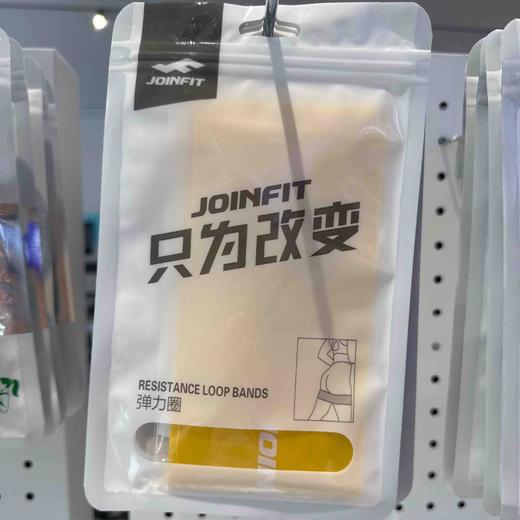 JOINFIT
JOINFIT
只为改变
RESISTANCE LOOP BANDS
弹力圈